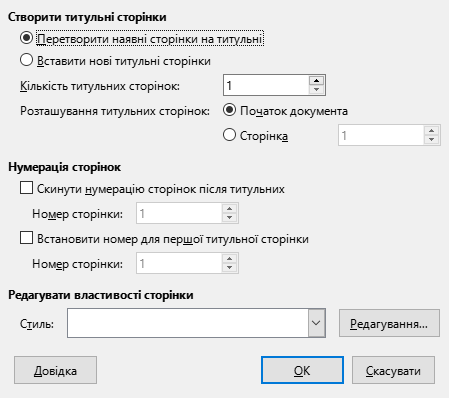 Створити титульні сторінки
Перетворити наявні сторінки на титульні
Вставити нові титульні сторінки
Кількість титульних сторінок: 1
Розташування титульних сторінок: Початок документа
Сторінка 1
Нумерація сторінок
Скинути нумерацію сторінок після титульних
Номер сторінки: 1
Встановити номер для першої титульної сторінки
Номер сторінки: 1
Редагувати властивості сторінки
Стиль: Редагування...
Довідка OK Скасувати